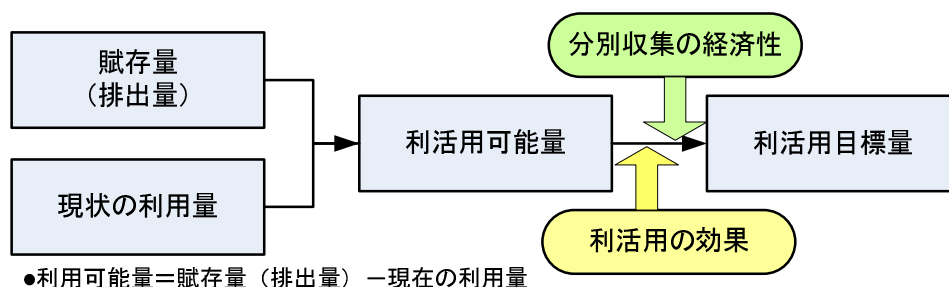 賦存量
（排出量）
現状の利用量
利活用可能量
分別収集の経済性
利活用の効果
利活用目標量
●利用可能量＝賦存量（排出量）－現在の利用量